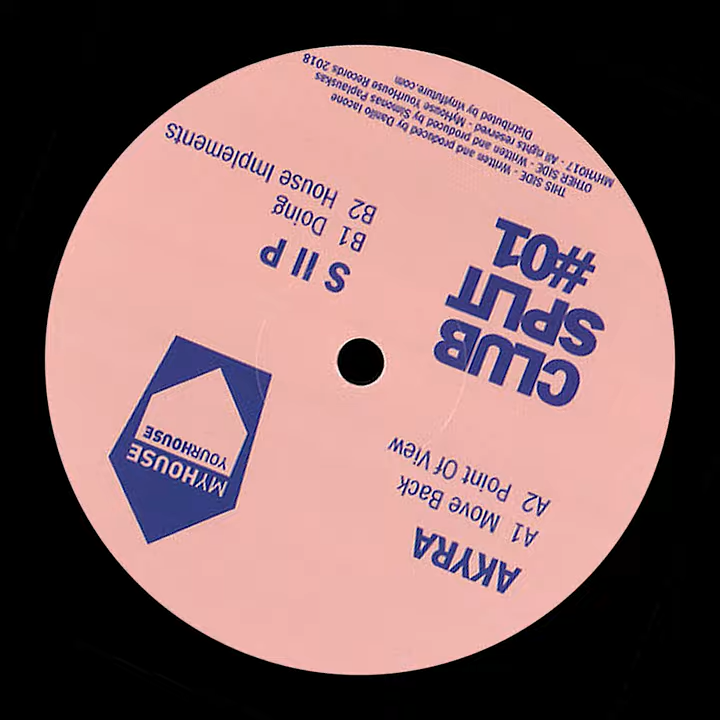 AKYRA
A1 Move Back
A2 Point Of View
MYHOUSE
YOURHOUSE
CLUB
SPLIT
#01
S II P
B1 Doing
B2 House Implements
THIS SIDE - Written and produced by Danilo Iacone
OTHER SIDE - Written and produced by Simonas Paplauskas
MHYH017 - All rights reserved - MyHouse YourHouse Records 2018
Distributed by vinylfuture.com